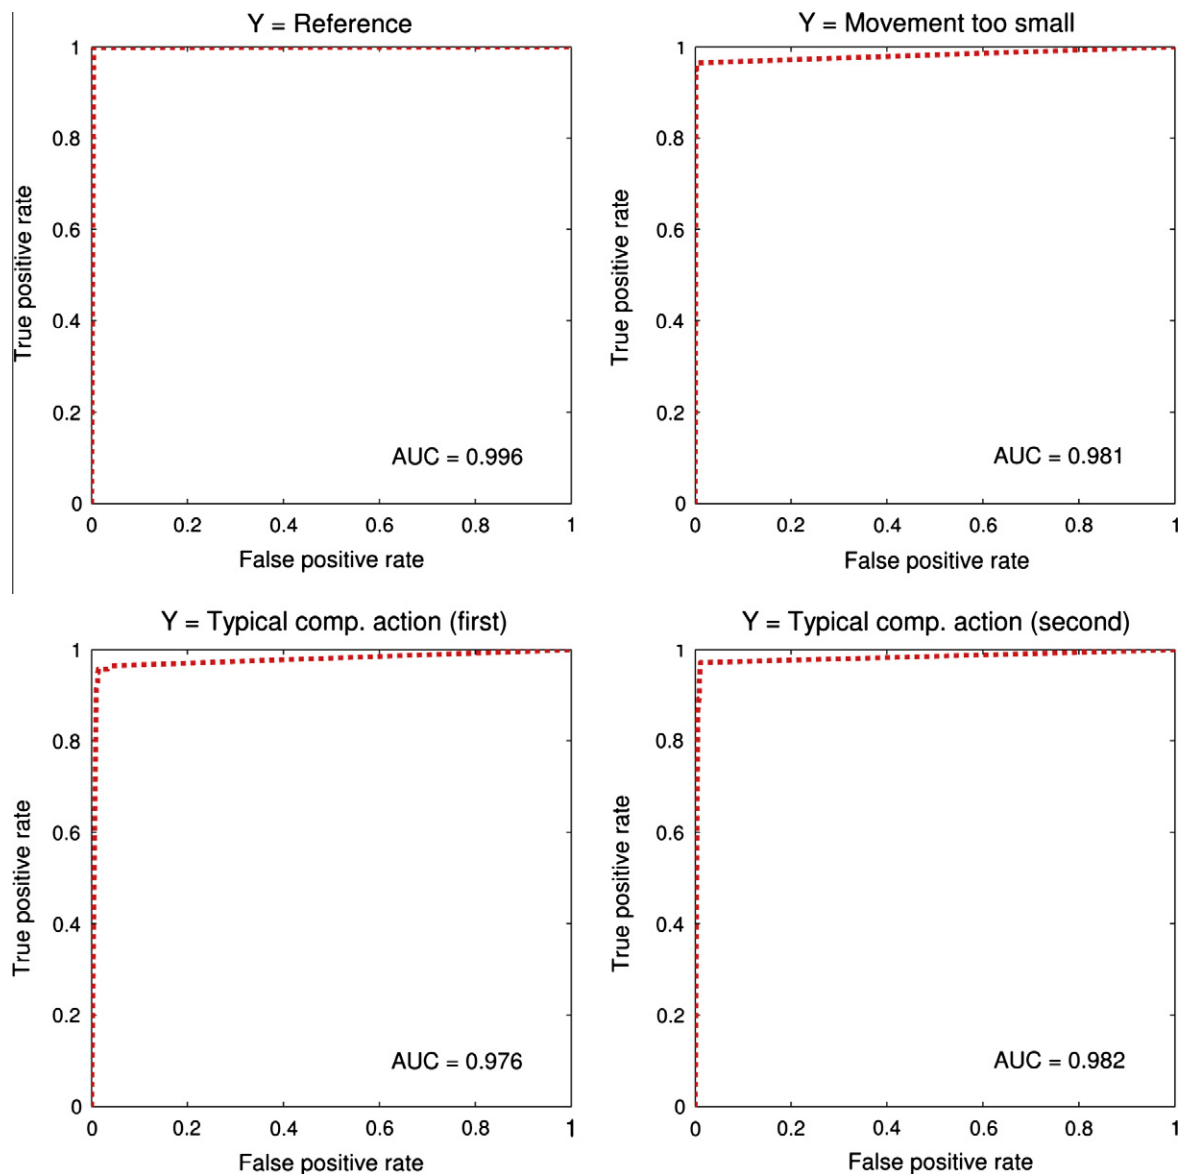 Y = Reference
1
0.8
0.6
0.4
0.2
0
True positive rate
AUC = 0.996
0 0.2 0.4 0.6 0.8 1
False positive rate
Y = Movement too small
1
0.8
0.6
0.4
0.2
0
True positive rate
AUC = 0.981
0 0.2 0.4 0.6 0.8 1
False positive rate
Y = Typical comp. action (first)
1
0.8
0.6
0.4
0.2
0
True positive rate
AUC = 0.976
0 0.2 0.4 0.6 0.8 1
False positive rate
Y = Typical comp. action (second)
1
0.8
0.6
0.4
0.2
0
True positive rate
AUC = 0.982
0 0.2 0.4 0.6 0.8 1
False positive rate